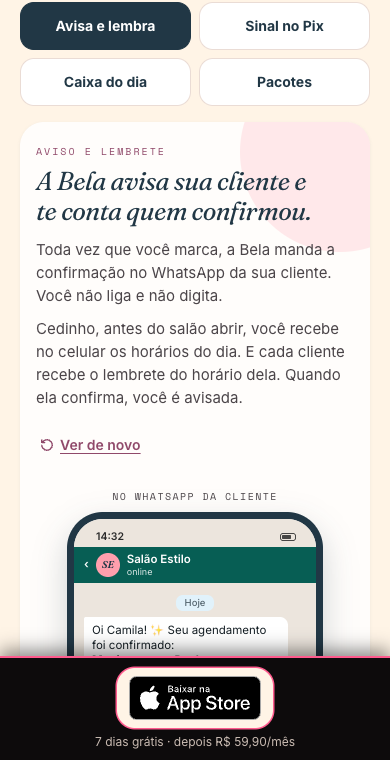 Avisa e lembra
Sinal no Pix
Caixa do dia
Pacotes
AVISO E LEMBRETE
A Bela avisa sua cliente e
te conta quem confirmou.
Toda vez que você marca, a Bela manda a
confirmação no WhatsApp da sua cliente.
Você não liga e não digita.
Cedinho, antes do salão abrir, você recebe
no celular os horários do dia. E cada cliente
recebe o lembrete do horário dela. Quando
ela confirma, você é avisada.
Ver de novo
NO WHATSAPP DA CLIENTE
14:32
SE
Salão Estilo
online
Hoje
Oi Camila! ✨ Seu agendamento
foi confirmado:
Baixar na
App Store
7 dias grátis · depois R$ 59,90/mês